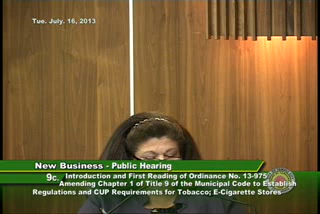 Tue. July. 16, 2013
New Business - Public Hearing
9c. Introduction and First Reading of Ordinance No. 13-975
Amending Chapter 1 of Title 9 of the Municipal Code to Establish
Regulations and CUP Requirements for Tobacco; E-Cigarette Stores